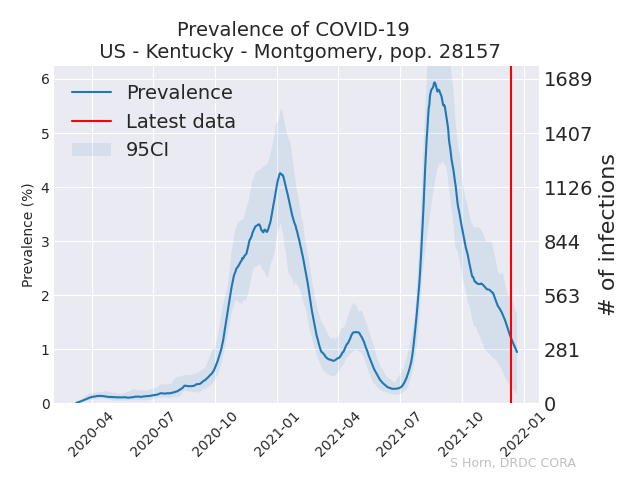 Prevalence of COVID-19
US - Kentucky - Montgomery, pop. 28157
Prevalence
Latest data
95CI
Prevalence (%)
6
5
4
3
2
1
0
1689
1407
1126
844
563
281
0
# of infections
2020-04
2020-07
2020-10
2021-01
2021-04
2021-07
2021-10
2022-01
S Horn, DRDC CORA